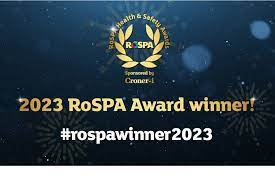 RoSPA Health & Safety Awards
RoSPA
Sponsored by
Croner-i
2023 RoSPA Award winner!
#rospawinner2023